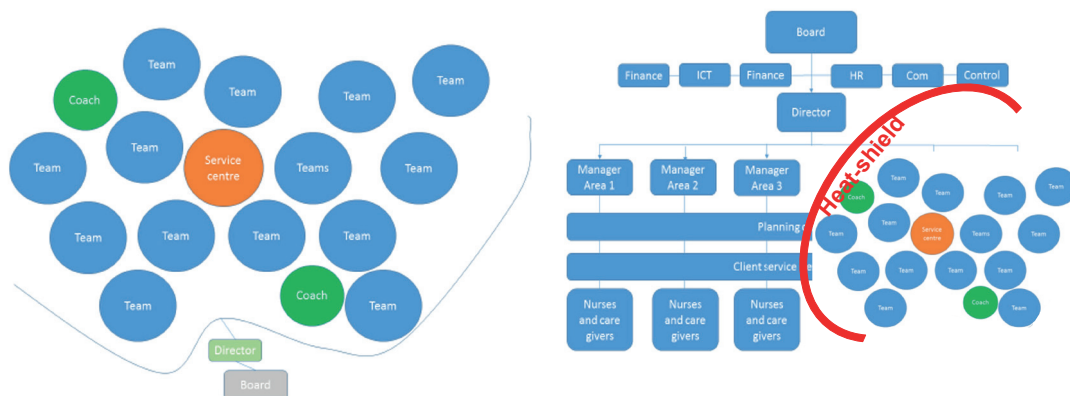 Team
Team
Team
Team
Coach
Team
Team
Service
centre
Teams
Team
Team
Team
Team
Team
Coach
Team
Team
Director
Board
Board
Finance
ICT
Finance
HR
Com
Control
Director
Manager
Area 1
Manager
Area 2
Manager
Area 3
Planning
Client service
Nurses
and care
givers
Nurses
and care
givers
Nurses
and care
givers
Heat-shield
Team
Team
Team
Team
Coach
Team
Team
Service
centre
Teams
Team
Team
Team
Team
Team
Coach
Team
Team